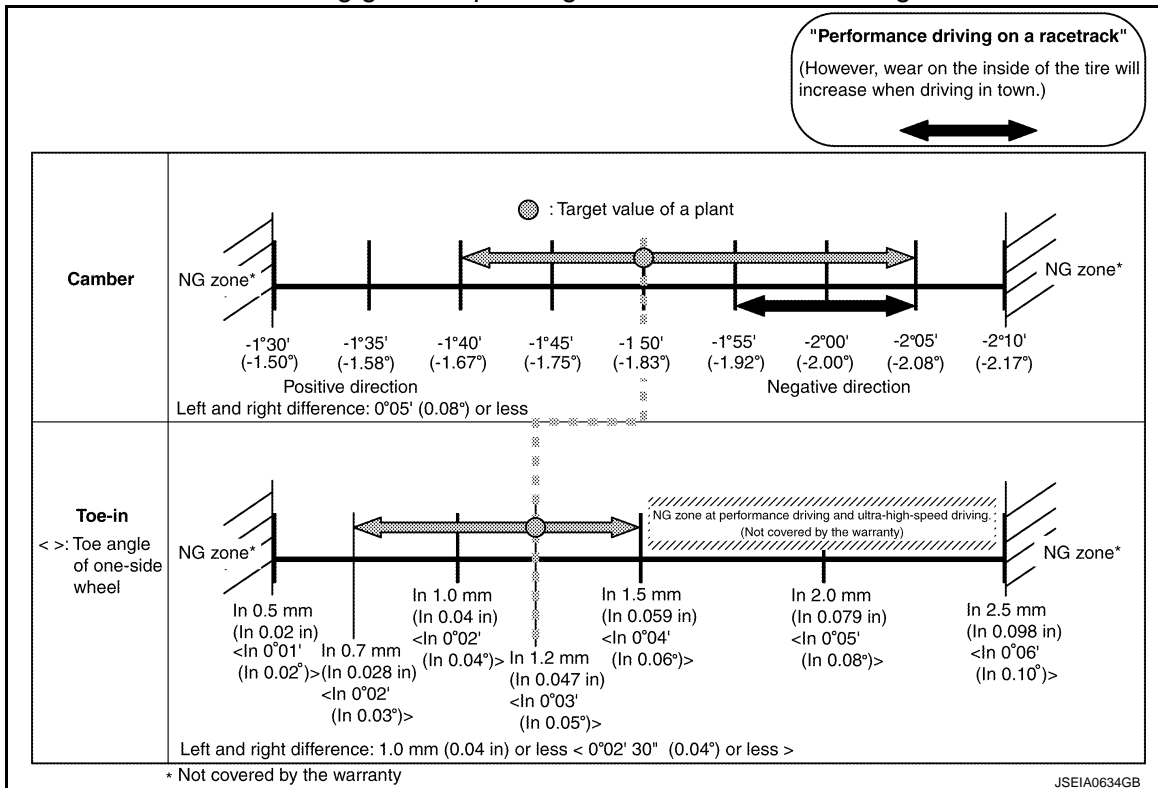 "Performance driving on a racetrack"
(However, wear on the inside of the tire will
increase when driving in town.)
: Target value of a plant
Camber
NG zone*
NG zone*
-1°30'
(-1.50°)
-1°35'
(-1.58°)
-1°40'
(-1.67°)
-1°45'
(-1.75°)
-1 50'
(-1.83°)
-1°55'
(-1.92°)
-2°00'
(-2.00°)
-2°05'
(-2.08°)
-2°10'
(-2.17°)
Positive direction
Negative direction
Left and right difference: 0°05' (0.08°) or less
Toe-in
< >: Toe angle
of one-side
wheel
NG zone*
NG zone at performance driving and ultra-high-speed driving.
(Not covered by the warranty)
NG zone*
In 0.5 mm
(In 0.02 in)
<In 0°01'
(In 0.02°)>
In 0.7 mm
(In 0.028 in)
<In 0°02'
(In 0.03°)>
In 1.0 mm
(In 0.04 in)
<In 0°02'
(In 0.04°)>
In 1.2 mm
(In 0.047 in)
<In 0°03'
(In 0.05°)>
In 1.5 mm
(In 0.059 in)
<In 0°04'
(In 0.06°)>
In 2.0 mm
(In 0.079 in)
<In 0°05'
(In 0.08°)>
In 2.5 mm
(In 0.098 in)
<In 0°06'
(In 0.10°)>
Left and right difference: 1.0 mm (0.04 in) or less < 0°02' 30" (0.04°) or less >
* Not covered by the warranty
JSEIA0634GB